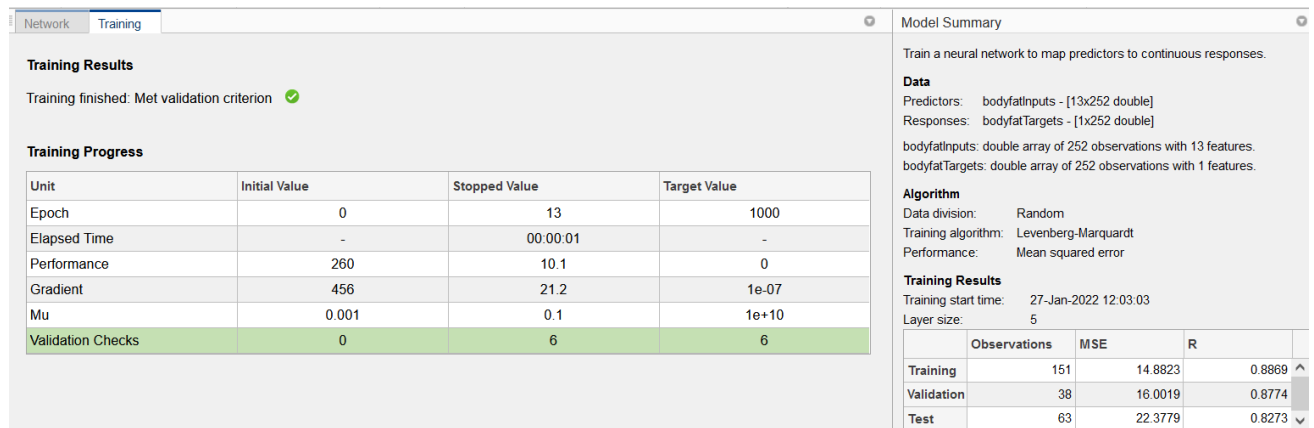 Network Training
Training Results
Training finished: Met validation criterion
Training Progress
Unit Initial Value Stopped Value Target Value
Epoch 0 13 1000
Elapsed Time - 00:00:01 -
Performance 260 10.1 0
Gradient 456 21.2 1e-07
Mu 0.001 0.1 1e+10
Validation Checks 0 6 6
Model Summary
Train a neural network to map predictors to continuous responses.
Data
Predictors: bodyfatInputs - [13x252 double]
Responses: bodyfatTargets - [1x252 double]
bodyfatInputs: double array of 252 observations with 13 features.
bodyfatTargets: double array of 252 observations with 1 features.
Algorithm
Data division: Random
Training algorithm: Levenberg-Marquardt
Performance: Mean squared error
Training Results
Training start time: 27-Jan-2022 12:03:03
Layer size: 5
Observations MSE R
Training 151 14.8823 0.8869
Validation 38 16.0019 0.8774
Test 63 22.3779 0.8273